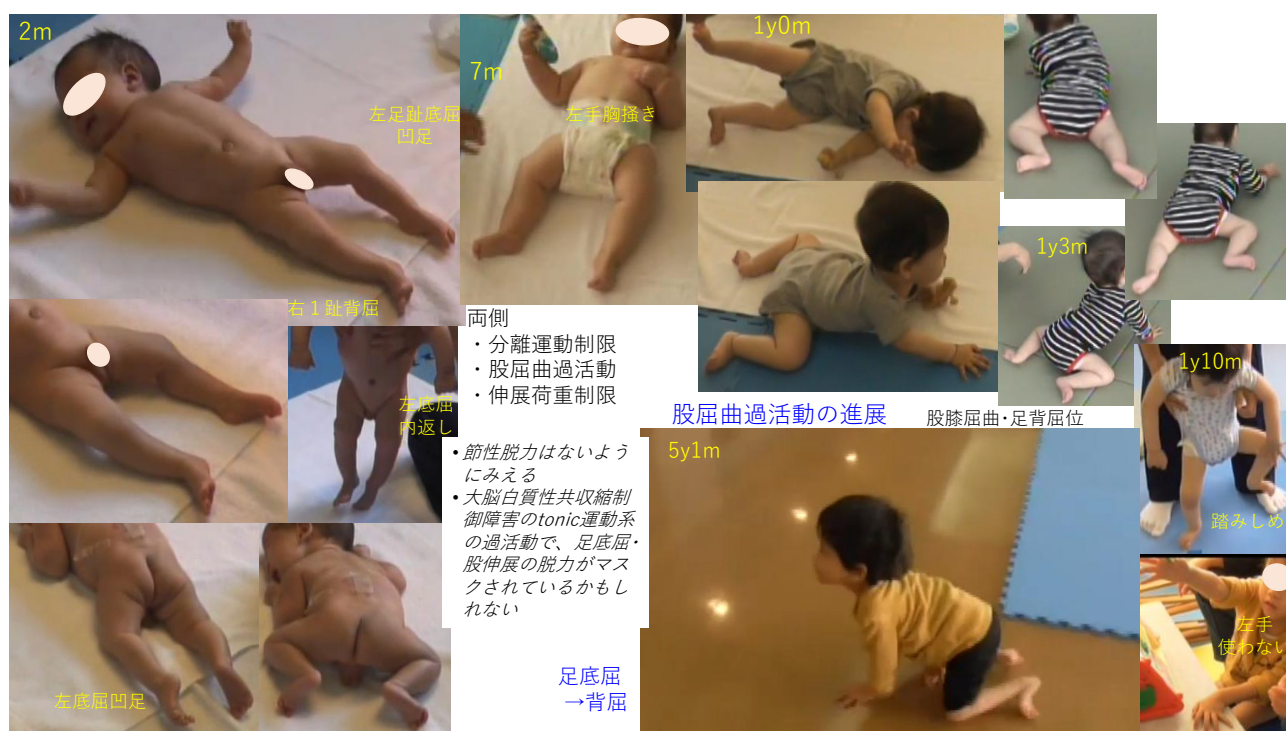 2m
左足趾底屈
凹足
右１趾背屈
左底屈
内返し
左底屈凹足
7m
左手胸掻き
両側
・分離運動制限
・股屈曲過活動
・伸展荷重制限
• 節性脱力はないよう
にみえる
• 大脳白質性共収縮制
御障害のtonic運動系
の過活動で、足底屈・
股伸展の脱力がマス
クされているかもし
れない
足底屈
→背屈
1y0m
1y3m
股屈曲過活動の進展
股膝屈曲・足背屈位
5y1m
1y10m
踏みしめ
左手
使わない